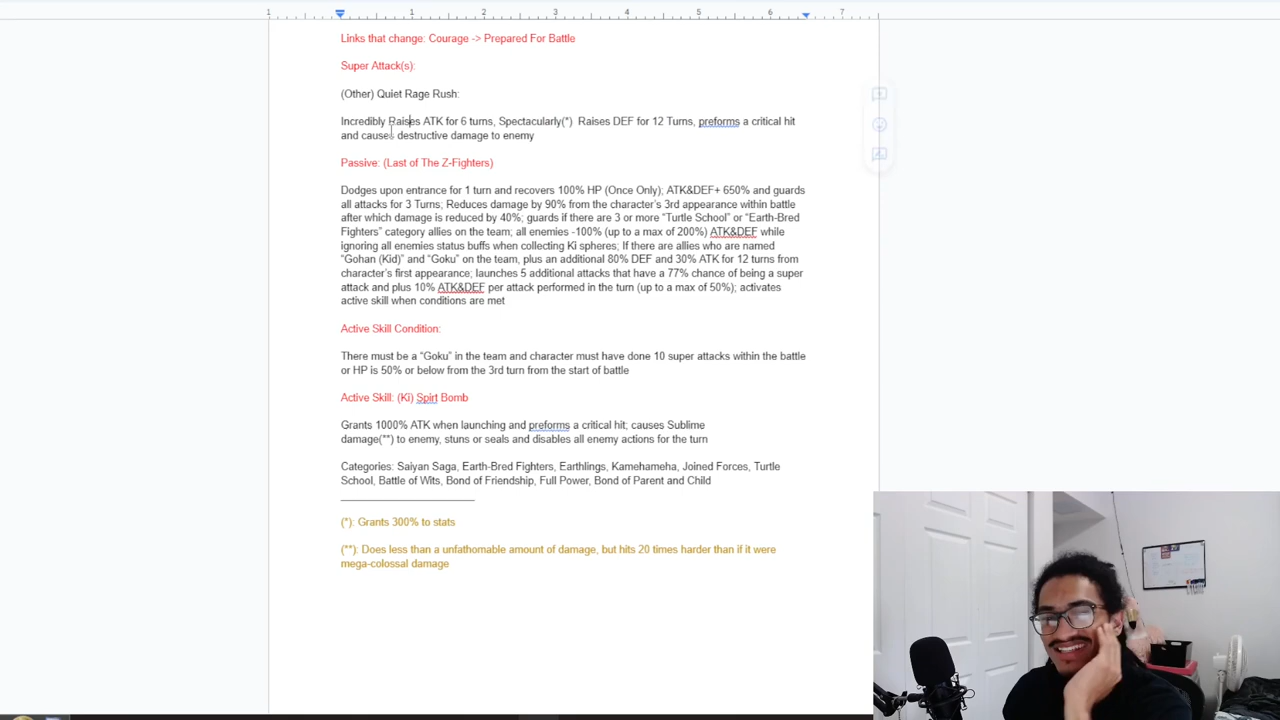 1 1 2 3 4 5 6 7
Links that change: Courage -> Prepared For Battle
Super Attack(s):
(Other) Quiet Rage Rush:
Incredibly Raises ATK for 6 turns, Spectacularly(*) Raises DEF for 12 Turns, preforms a critical hit
and causes destructive damage to enemy
Passive: (Last of The Z-Fighters)
Dodges upon entrance for 1 turn and recovers 100% HP (Once Only); ATK&DEF+ 650% and guards
all attacks for 3 Turns; Reduces damage by 90% from the character's 3rd appearance within battle
after which damage is reduced by 40%; guards if there are 3 or more “Turtle School” or “Earth-Bred
Fighters” category allies on the team; all enemies -100% (up to a max of 200%) ATK&DEF while
ignoring all enemies status buffs when collecting Ki spheres; If there are allies who are named
“Gohan (Kid)” and “Goku” on the team, plus an additional 80% DEF and 30% ATK for 12 turns from
character's first appearance; launches 5 additional attacks that have a 77% chance of being a super
attack and plus 10% ATK&DEF per attack performed in the turn (up to a max of 50%); activates
active skill when conditions are met
Active Skill Condition:
There must be a “Goku” in the team and character must have done 10 super attacks within the battle
or HP is 50% or below from the 3rd turn from the start of battle
Active Skill: (Ki) Spirt Bomb
Grants 1000% ATK when launching and preforms a critical hit; causes Sublime
damage(**) to enemy, stuns or seals and disables all enemy actions for the turn
Categories: Saiyan Saga, Earth-Bred Fighters, Earthlings, Kamehameha, Joined Forces, Turtle
School, Battle of Wits, Bond of Friendship, Full Power, Bond of Parent and Child
(*): Grants 300% to stats
(**): Does less than a unfathomable amount of damage, but hits 20 times harder than if it were
mega-colossal damage